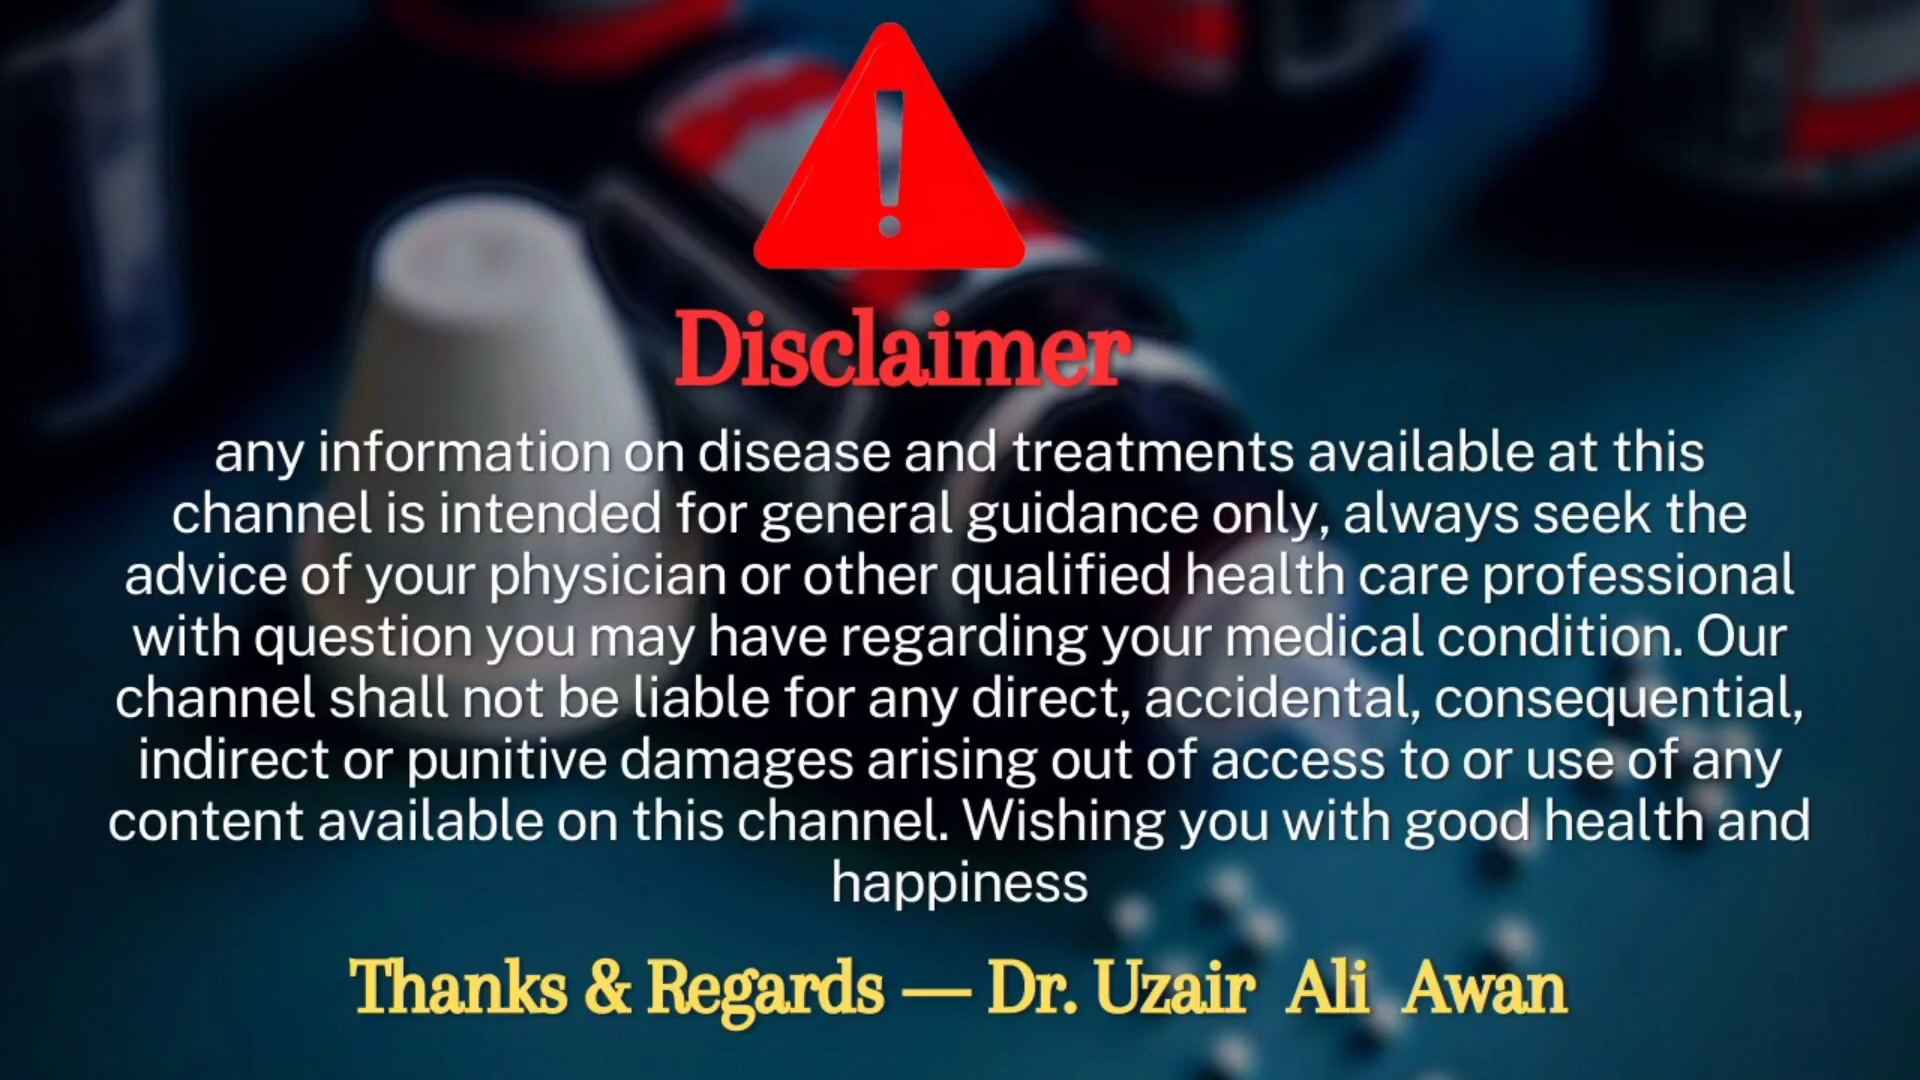 Disclaimer
any information on disease and treatments available at this
channel is intended for general guidance only, always seek the
advice of your physician or other qualified health care professional
with question you may have regarding your medical condition. Our
channel shall not be liable for any direct, accidental, consequential,
indirect or punitive damages arising out of access to or use of any
content available on this channel. Wishing you with good health and
happiness
Thanks & Regards — Dr. Uzair Ali Awan